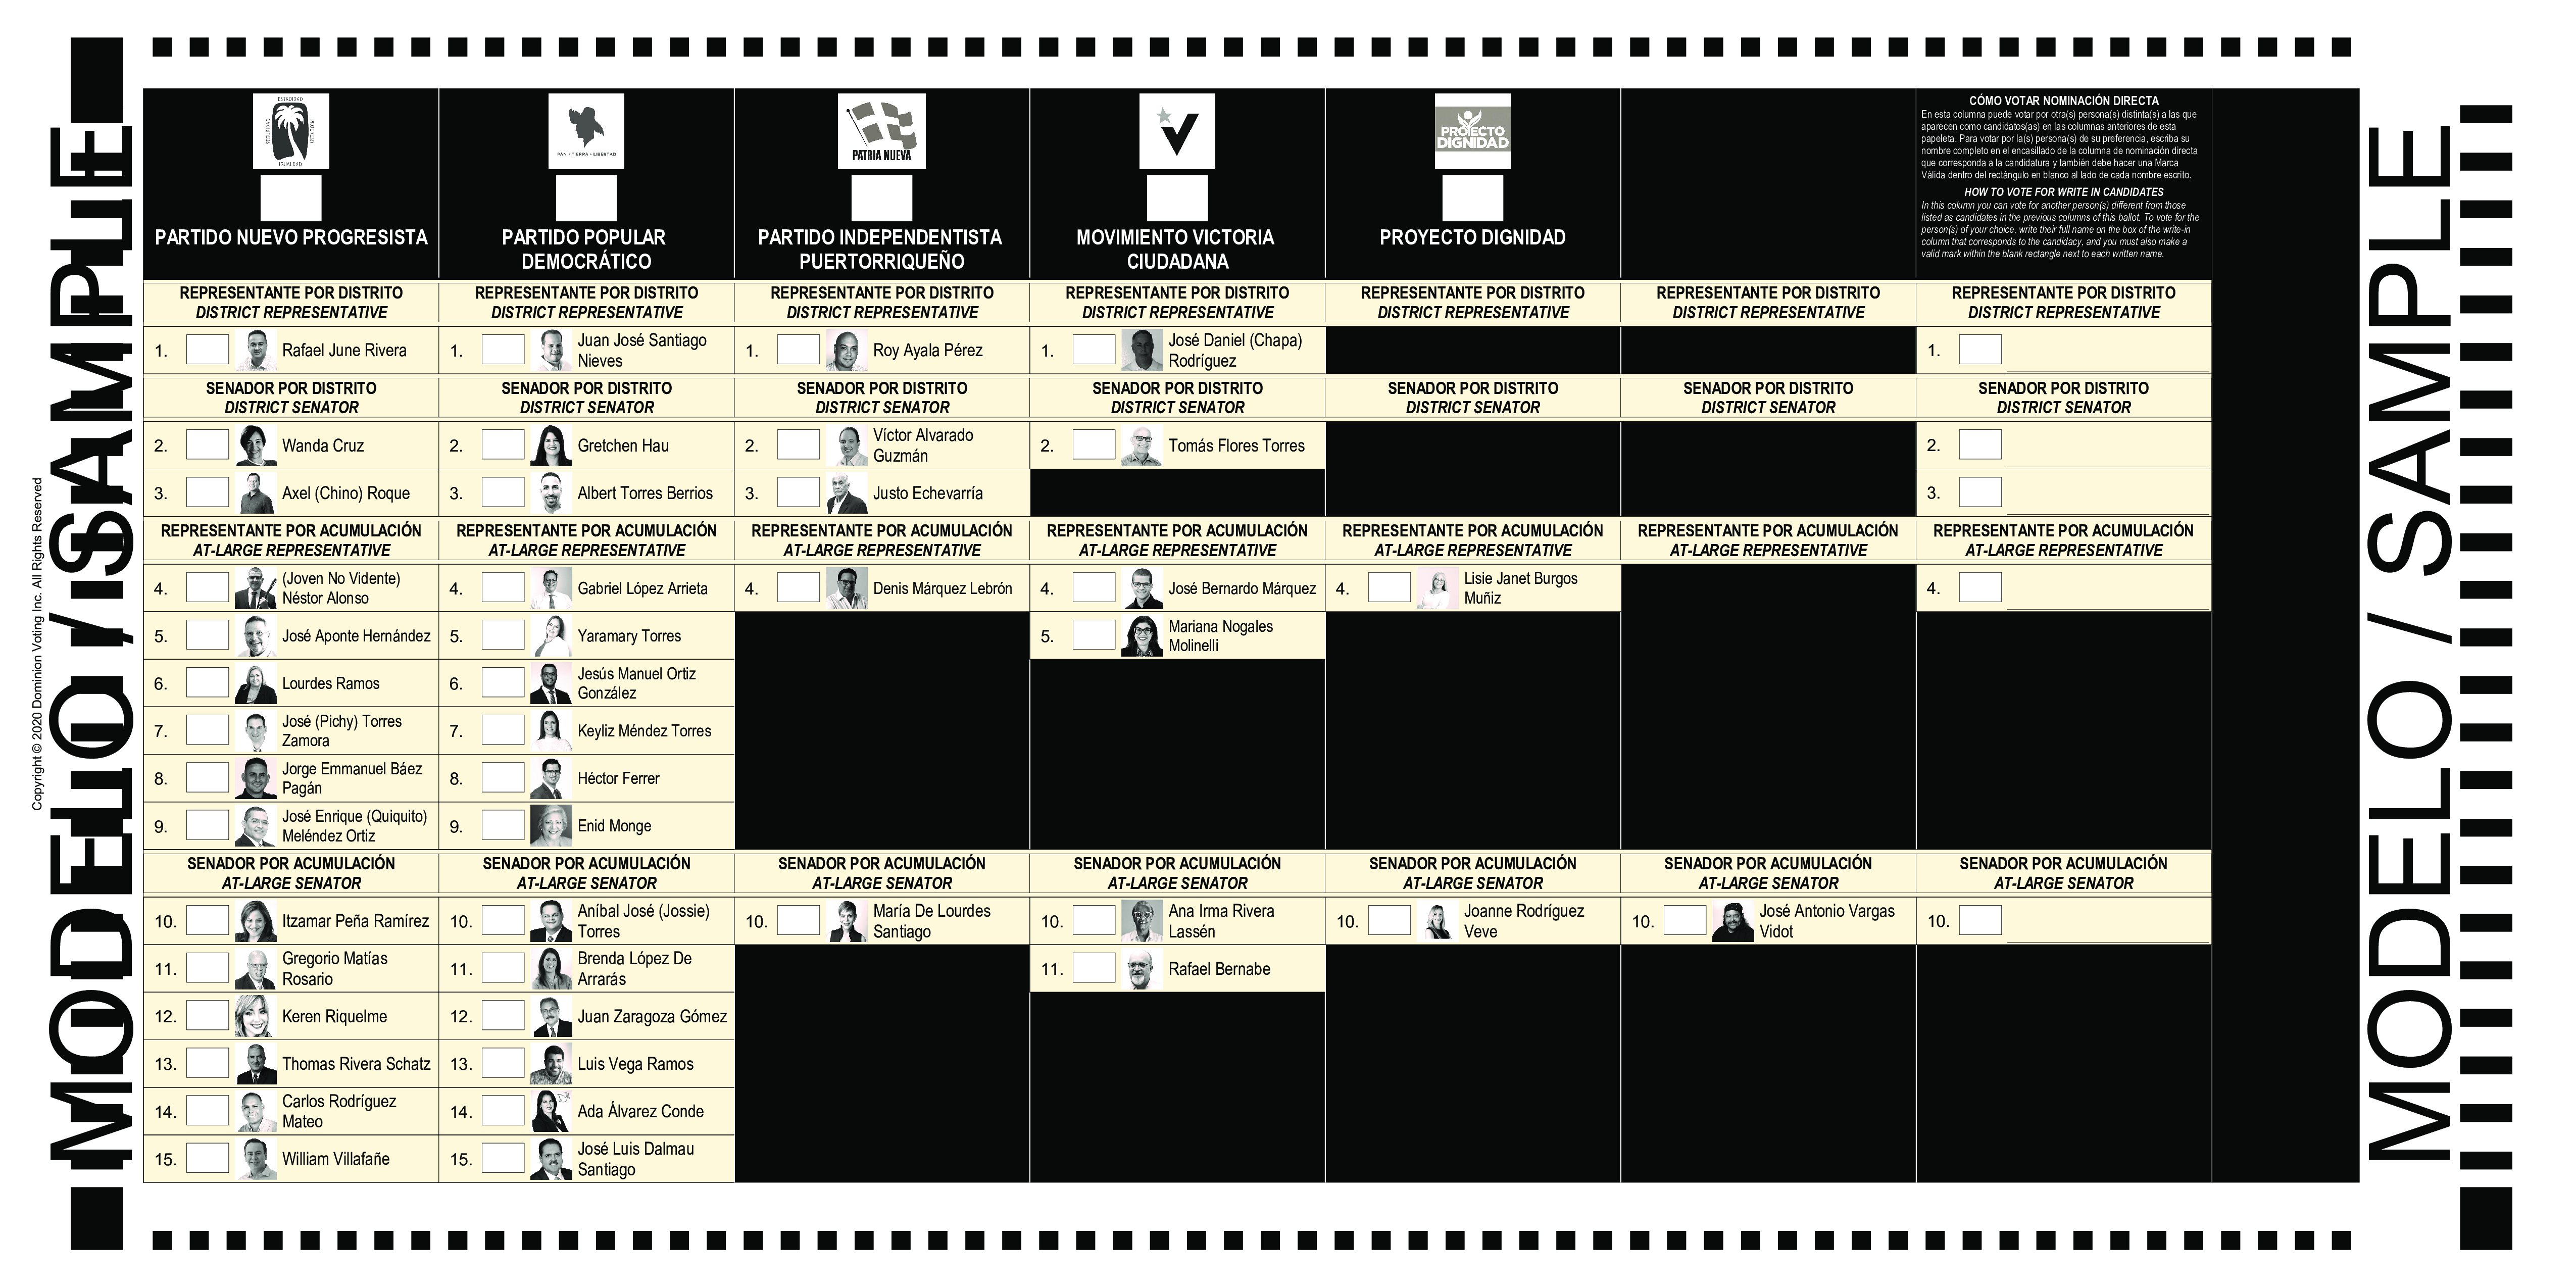 MODELO / SAMPLE
Copyright © 2020 Dominion Voting Inc. All Rights Reserved
ESTADIDAD
IGUALDAD
PARTIDO NUEVO PROGRESISTA
PAN • TIERRA • LIBERTAD
PARTIDO POPULAR
DEMOCRÁTICO
PATRIA NUEVA
PARTIDO INDEPENDENTISTA
PUERTORRIQUEÑO
MOVIMIENTO VICTORIA
CIUDADANA
PROYECTO
DIGNIDAD
PROYECTO DIGNIDAD
CÓMO VOTAR NOMINACIÓN DIRECTA
En esta columna puede votar por otra(s) persona(s) distinta(s) a las que
aparecen como candidatos(as) en las columnas anteriores de esta
papeleta. Para votar por la(s) persona(s) de su preferencia, escriba su
nombre completo en el encasillado de la columna de nominación directa
que corresponda a la candidatura y también debe hacer una Marca
Válida dentro del rectángulo en blanco al lado de cada nombre escrito.
HOW TO VOTE FOR WRITE IN CANDIDATES
In this column you can vote for another person(s) different from those
listed as candidates in the previous columns of this ballot. To vote for the
person(s) of your choice, write their full name on the box of the write-in
column that corresponds to the candidacy, and you must also make a
valid mark within the blank rectangle next to each written name.
REPRESENTANTE POR DISTRITO REPRESENTANTE POR DISTRITO REPRESENTANTE POR DISTRITO REPRESENTANTE POR DISTRITO REPRESENTANTE POR DISTRITO REPRESENTANTE POR DISTRITO REPRESENTANTE POR DISTRITO
DISTRICT REPRESENTATIVE DISTRICT REPRESENTATIVE DISTRICT REPRESENTATIVE DISTRICT REPRESENTATIVE DISTRICT REPRESENTATIVE DISTRICT REPRESENTATIVE DISTRICT REPRESENTATIVE
1. Rafael June Rivera
1. Juan José Santiago
Nieves
1. Roy Ayala Pérez
1. José Daniel (Chapa)
Rodríguez
1.
SENADOR POR DISTRITO SENADOR POR DISTRITO SENADOR POR DISTRITO SENADOR POR DISTRITO SENADOR POR DISTRITO SENADOR POR DISTRITO SENADOR POR DISTRITO
DISTRICT SENATOR DISTRICT SENATOR DISTRICT SENATOR DISTRICT SENATOR DISTRICT SENATOR DISTRICT SENATOR DISTRICT SENATOR
2. Wanda Cruz
2. Gretchen Hau
2. Víctor Alvarado
Guzmán
2. Tomás Flores Torres
2.
3. Axel (Chino) Roque
3. Albert Torres Berrios
3. Justo Echevarría
3.
REPRESENTANTE POR ACUMULACIÓN REPRESENTANTE POR ACUMULACIÓN REPRESENTANTE POR ACUMULACIÓN REPRESENTANTE POR ACUMULACIÓN REPRESENTANTE POR ACUMULACIÓN REPRESENTANTE POR ACUMULACIÓN REPRESENTANTE POR ACUMULACIÓN
AT-LARGE REPRESENTATIVE AT-LARGE REPRESENTATIVE AT-LARGE REPRESENTATIVE AT-LARGE REPRESENTATIVE AT-LARGE REPRESENTATIVE AT-LARGE REPRESENTATIVE AT-LARGE REPRESENTATIVE
4. (Joven No Vidente)
Néstor Alonso
4. Gabriel López Arrieta
4. Denis Márquez Lebrón
4. José Bernardo Márquez
4. Lisie Janet Burgos
Muñiz
4.
5. José Aponte Hernández
5. Yaramary Torres
5. Mariana Nogales
Molinelli
6. Lourdes Ramos
6. Jesús Manuel Ortiz
González
7. José (Pichy) Torres
Zamora
7. Keyliz Méndez Torres
8. Jorge Emmanuel Báez
Pagán
8. Héctor Ferrer
9. José Enrique (Quiquito)
Meléndez Ortiz
9. Enid Monge
SENADOR POR ACUMULACIÓN SENADOR POR ACUMULACIÓN SENADOR POR ACUMULACIÓN SENADOR POR ACUMULACIÓN SENADOR POR ACUMULACIÓN SENADOR POR ACUMULACIÓN SENADOR POR ACUMULACIÓN
AT-LARGE SENATOR AT-LARGE SENATOR AT-LARGE SENATOR AT-LARGE SENATOR AT-LARGE SENATOR AT-LARGE SENATOR AT-LARGE SENATOR
10. Itzamar Peña Ramírez
10. Aníbal José (Jossie)
Torres
10. María De Lourdes
Santiago
10. Ana Irma Rivera
Lassén
10. Joanne Rodríguez
Veve
10. José Antonio Vargas
Vidot
10.
11. Gregorio Matías
Rosario
11. Brenda López De
Arrarás
11. Rafael Bernabe
12. Keren Riquelme
12. Juan Zaragoza Gómez
13. Thomas Rivera Schatz
13. Luis Vega Ramos
14. Carlos Rodríguez
Mateo
14. Ada Álvarez Conde
15. William Villafañe
15. José Luis Dalmau
Santiago
MODELO / SAMPLE